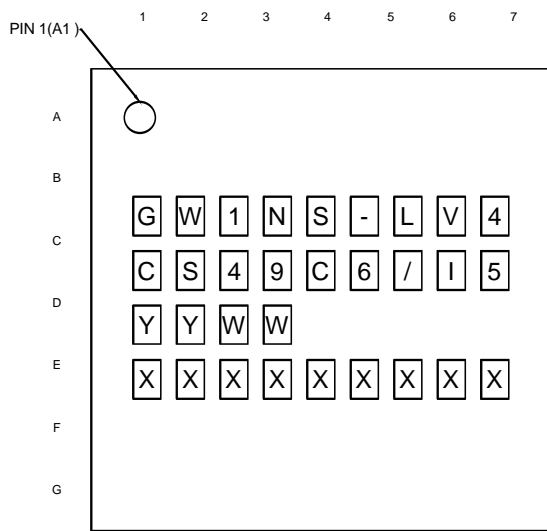 1 2 3 4 5 6 7
PIN 1(A1 )
A
B
GW1NS-LV4
C
CS49C6/I5
D
YYWW
E
XXXXXXXXX
F
G